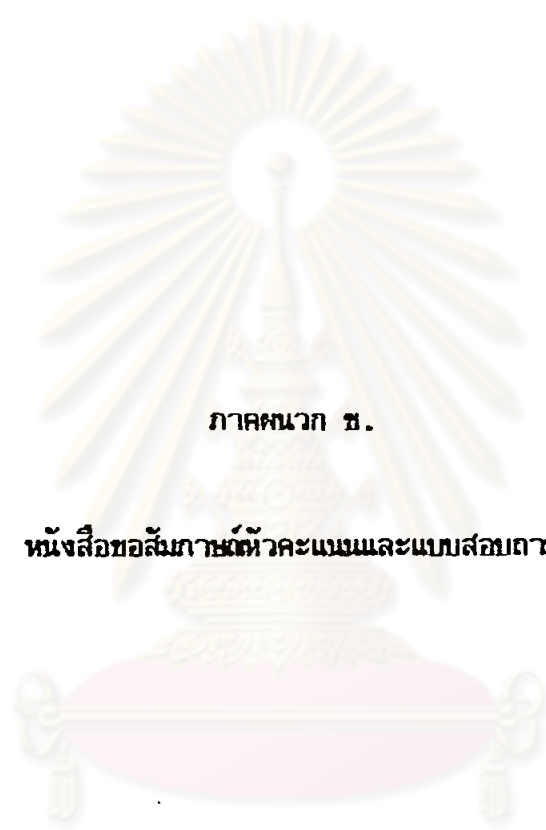 ภาคผนวก ช.
หนังสือขอสัมภาษณ์หัวคะแนนและแบบสอบถา